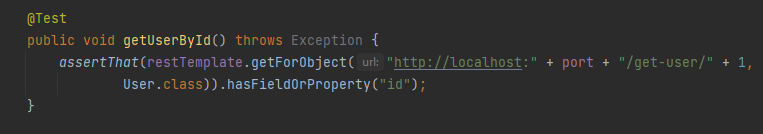 @Test
public void getUserById() throws Exception {
assertThat(restTemplate.getForObject( url: "http://localhost:" + port + "/get-user/" + 1,
User.class)).hasFieldOrProperty("id");
}